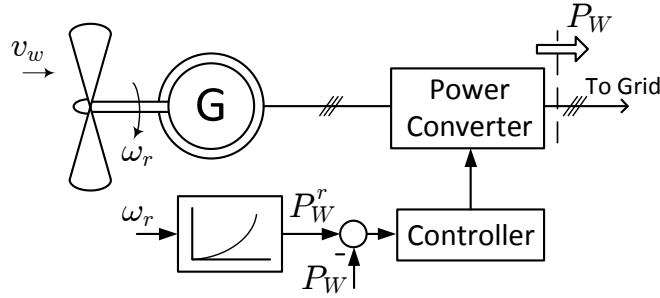 P_W
v_w
G
Power
Converter
To Grid
ω_r
ω_r
P_W^r
-
Controller
P_W